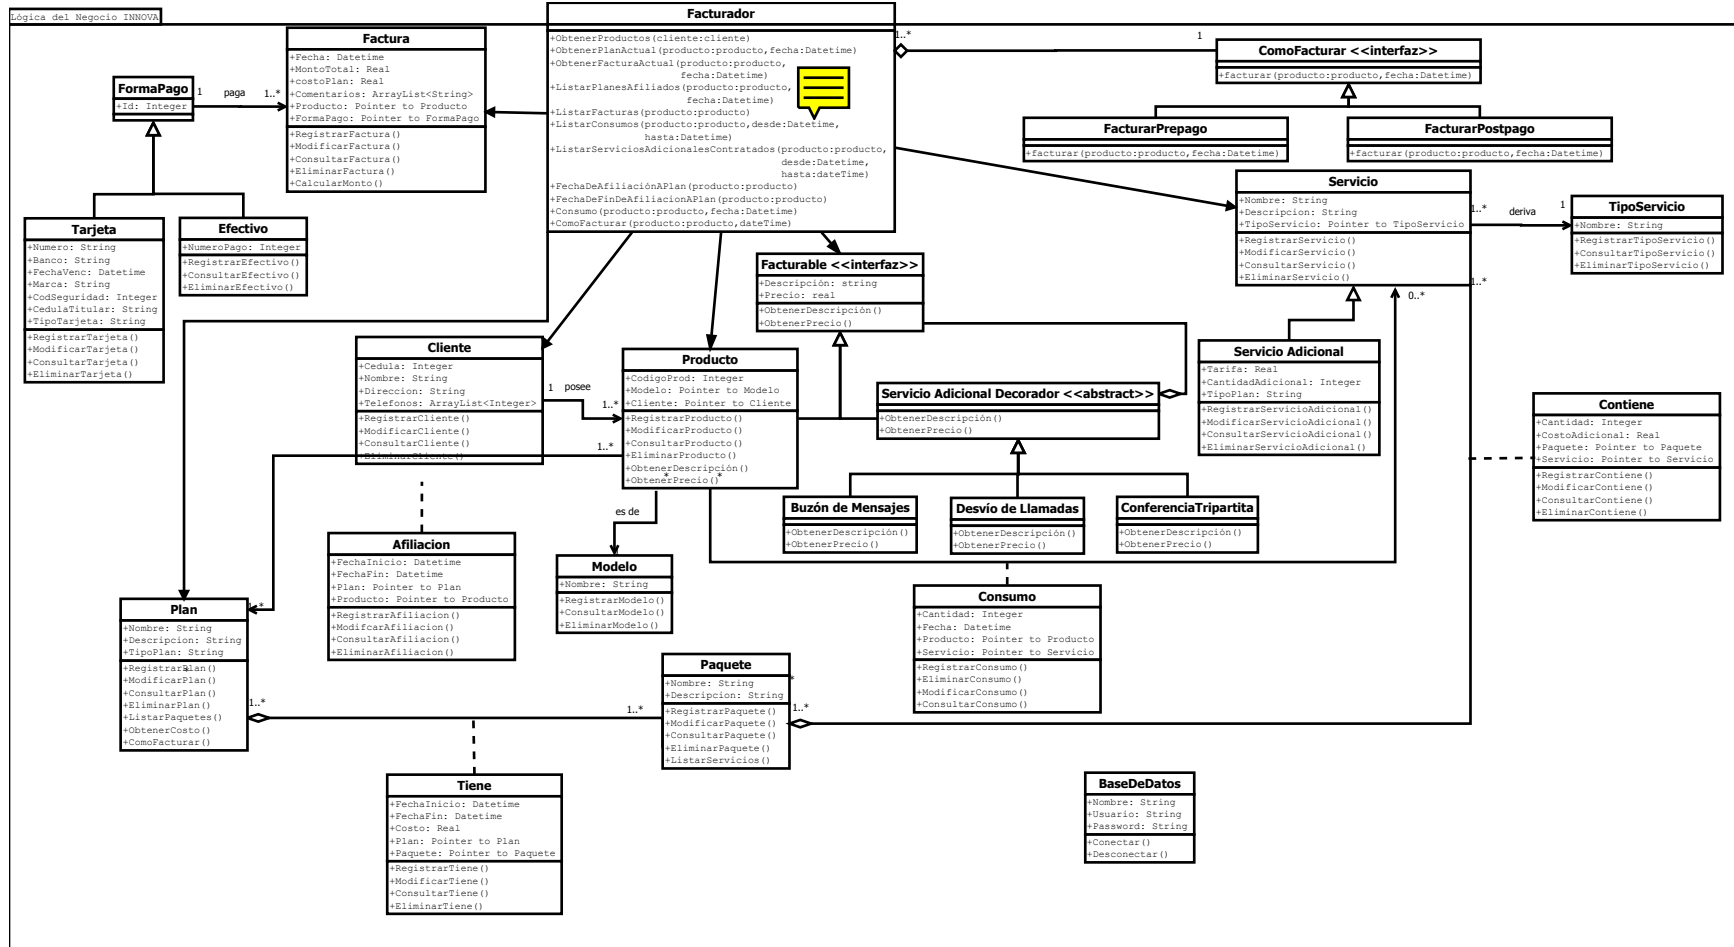 Lógica del Negocio INNOVA
Facturador
+ObtenerProductos(cliente:cliente)
+ObtenerPlanActual(producto:producto,fecha:Datetime)
+ObtenerFacturaActual(producto:producto,
fecha:Datetime)
+ListarPlanesAfiliados(producto:producto,
fecha:Datetime)
+ListarFacturas(producto:producto)
+ListarConsumos(producto:producto,desde:Datetime,
hasta:Datetime)
+ListarServiciosAdicionalesContratados(producto:producto,
desde:Datetime,
hasta:dateTime)
+FechaDeAfiliciónAPlan(producto:producto)
+FechaDeFinDeAfiliacionAPlan(producto:producto)
+Consumo(producto:producto,fecha:Datetime)
+ComoFacturar(producto:producto,dateTime)
Factura
+Fecha: Datetime
+MontoTotal: Real
+costoPlan: Real
+Comentarios: ArrayList<String>
+Producto: Pointer to Producto
+FormaPago: Pointer to FormaPago
+RegistrarFactura()
+ModificarFactura()
+ConsultarFactura()
+EliminarFactura()
+CalcularMonto()
FormaPago
+Id: Integer
1 paga 1..*
1..* 1
ComoFacturar <<interfaz>>
+facturar(producto:producto,fecha:Datetime)
FacturarPrepago
+facturar(producto:producto,fecha:Datetime)
FacturarPostpago
+facturar(producto:producto,fecha:Datetime)
Tarjeta
+Numero: String
+Banco: String
+FechaVenc: Datetime
+Marca: String
+CodSeguridad: Integer
+CedulaTitular: String
+TipoTarjeta: String
+RegistrarTarjeta()
+ModificarTarjeta()
+ConsultarTarjeta()
+EliminarTarjeta()
Efectivo
+NumeroPago: Integer
+RegistrarEfectivo()
+ConsultarEfectivo()
+EliminarEfectivo()
Servicio
+Nombre: String
+Descripcion: String
+TipoServicio: Pointer to TipoServicio
+RegistrarServicio()
+ModificarServicio()
+ConsultarServicio()
+EliminarServicio()
1..* deriva 1
1..*
0..*
TipoServicio
+Nombre: String
+RegistrarTipoServicio()
+ConsultarTipoServicio()
+EliminarTipoServicio()
Facturable <<interfaz>>
+Descripción: string
+Precio: real
+ObtenerDescripción()
+ObtenerPrecio()
Cliente
+Cedula: Integer
+Nombre: String
+Direccion: String
+Telefonos: ArrayList<Integer>
+RegistrarCliente()
+ModificarCliente()
+ConsultarCliente()
+EliminarCliente()
1 posee 1..*
1..*
Producto
+CodigoProd: Integer
+Modelo: Pointer to Modelo
+Cliente: Pointer to Cliente
+RegistrarProducto()
+ModificarProducto()
+ConsultarProducto()
+EliminarProducto()
+ObtenerDescripción()
+ObtenerPrecio()
* *
Servicio Adicional Decorador <<abstract>>
+ObtenerDescripción()
+ObtenerPrecio()
Servicio Adicional
+Tarifa: Real
+CantidadAdicional: Integer
+TipoPlan: String
+RegistrarServicioAdicional()
+ModificarServicioAdicional()
+ConsultarServicioAdicional()
+EliminarServicioAdicional()
Contiene
+Cantidad: Integer
+CostoAdicional: Real
+Paquete: Pointer to Paquete
+Servicio: Pointer to Servicio
+RegistrarContiene()
+ModificarContiene()
+ConsultarContiene()
+EliminarContiene()
Buzón de Mensajes
+ObtenerDescripción()
+ObtenerPrecio()
Desvío de Llamadas
+ObtenerDescripción()
+ObtenerPrecio()
ConferenciaTripartita
+ObtenerDescripción()
+ObtenerPrecio()
es de
1
Afiliacion
+FechaInicio: Datetime
+FechaFin: Datetime
+Plan: Pointer to Plan
+Producto: Pointer to Producto
+RegistrarAfiliacion()
+ModifcarAfiliacion()
+ConsultarAfiliacion()
+EliminarAfiliacion()
Modelo
+Nombre: String
+RegistrarModelo()
+ConsultarModelo()
+EliminarModelo()
Consumo
+Cantidad: Integer
+Fecha: Datetime
+Producto: Pointer to Producto
+Servicio: Pointer to Servicio
+RegistrarConsumo()
+EliminarConsumo()
+ModificarConsumo()
+ConsultarConsumo()
Plan
1..*
+Nombre: String
+Descripcion: String
+TipoPlan: String
+RegistrarPlan()
*
+ModificarPlan()
+ConsultarPlan()
+EliminarPlan()
+ListarPaquetes()
+ObtenerCosto()
+ComoFacturar()
1..* 1..*
Paquete
+Nombre: String
*
+Descripcion: String
+RegistrarPaquete()
+ModificarPaquete()
+ConsultarPaquete()
+EliminarPaquete()
+ListarServicios()
1..*
Tiene
+FechaInicio: Datetime
+FechaFin: Datetime
+Costo: Real
+Plan: Pointer to Plan
+Paquete: Pointer to Paquete
+RegistrarTiene()
+ModificarTiene()
+ConsultarTiene()
+EliminarTiene()
BaseDeDatos
+Nombre: String
+Usuario: String
+Password: String
+Conectar()
+Desconectar()